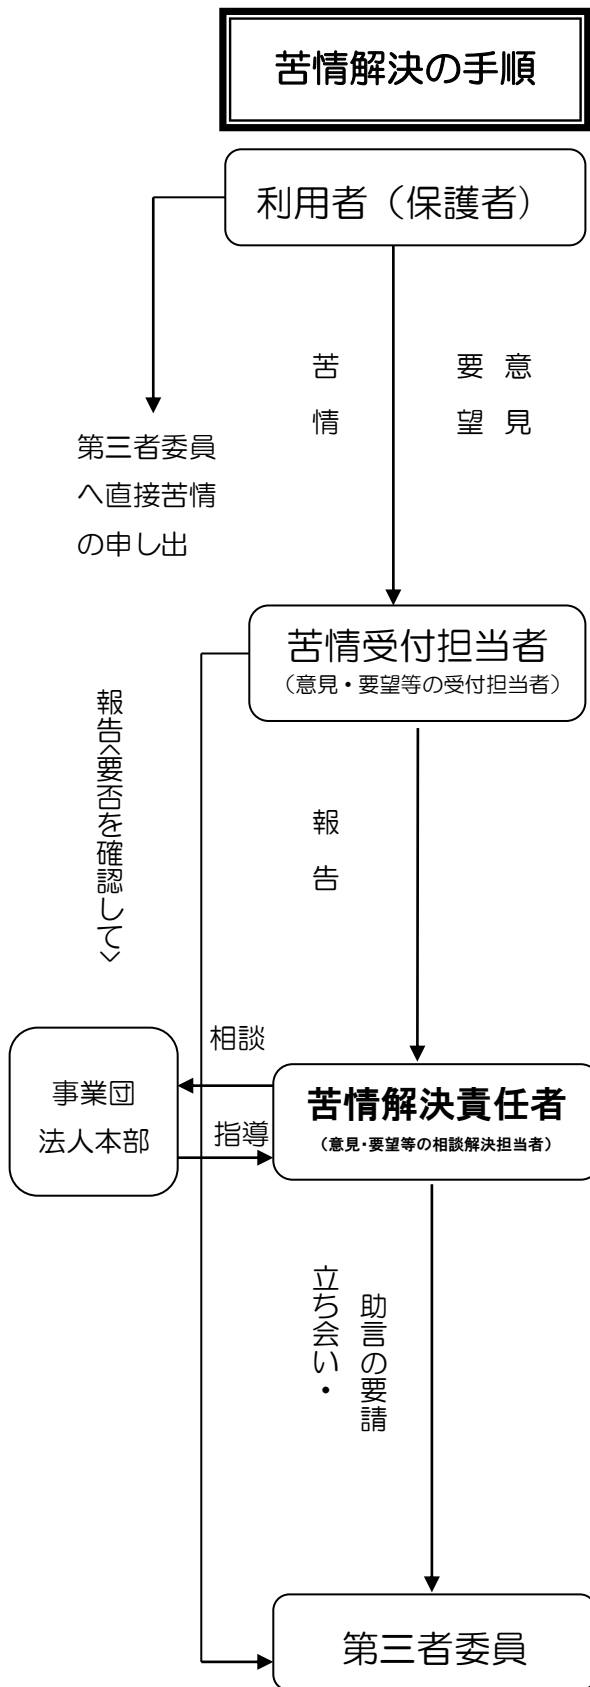 苦情解決の手順
利用者（保護者）
苦情
意見
要望
第三者委員
へ直接苦情
の申し出
苦情受付担当者
（意見・要望等の受付担当者）
報告<要否を確認して>
報告
相談
事業団
法人本部
指導
苦情解決責任者
（意見・要望等の相談解決担当者）
助言の要請
立ち会い・
第三者委員